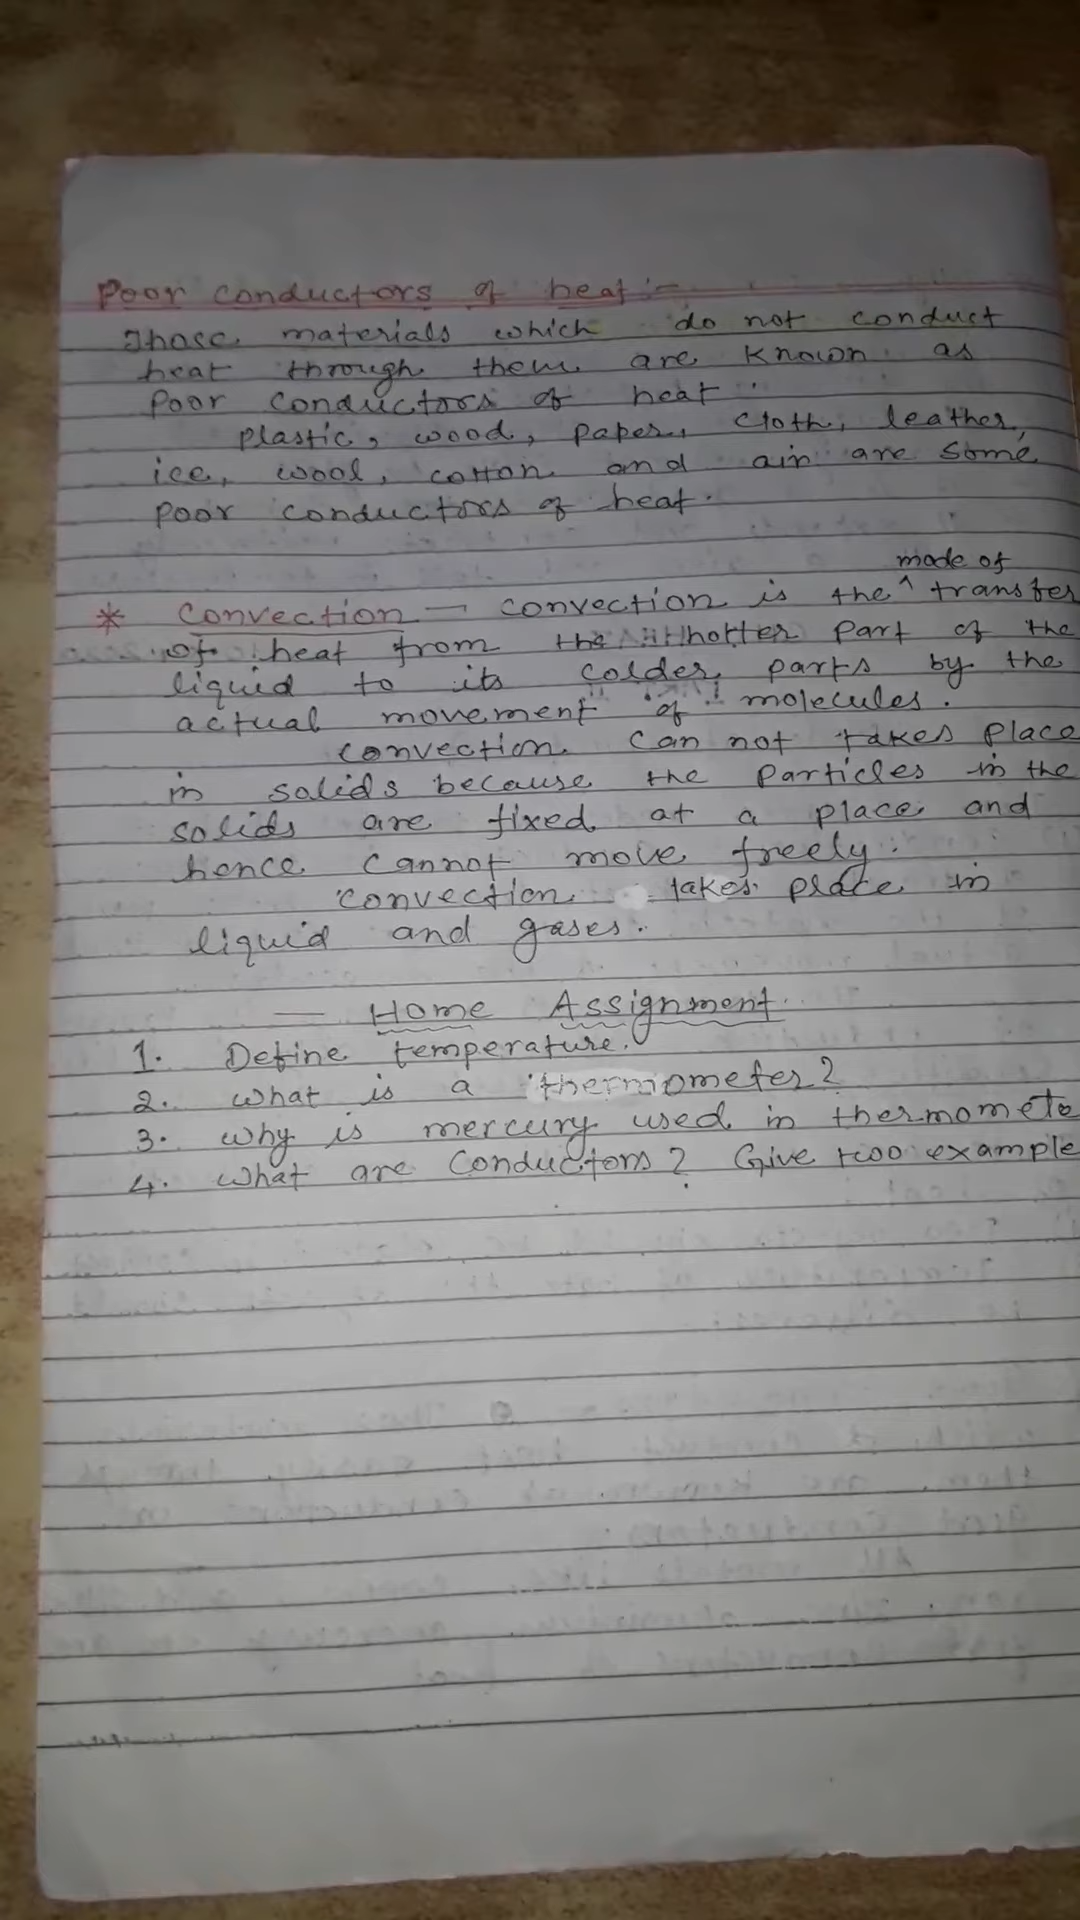 Poor conductors of heat :-
Those materials which do not conduct
heat through them are known as
Poor conductors of heat.
Plastic, wood, paper, cloth, leather,
ice, wool, cotton and air are some
Poor conductors of heat.
mode of
* Convection - convection is the ^ transfer
of heat from the hotter part of the
liquid to its colder parts by the
actual movement of molecules.
convection can not takes place
in solids because the particles in the
solids are fixed at a place and
hence cannot move freely.
convection takes place in
liquid and gases.
— Home Assignment.
1. Define temperature.
2. What is a thermometer?
3. Why is mercury used in thermomete
4. What are conductors? Give two example